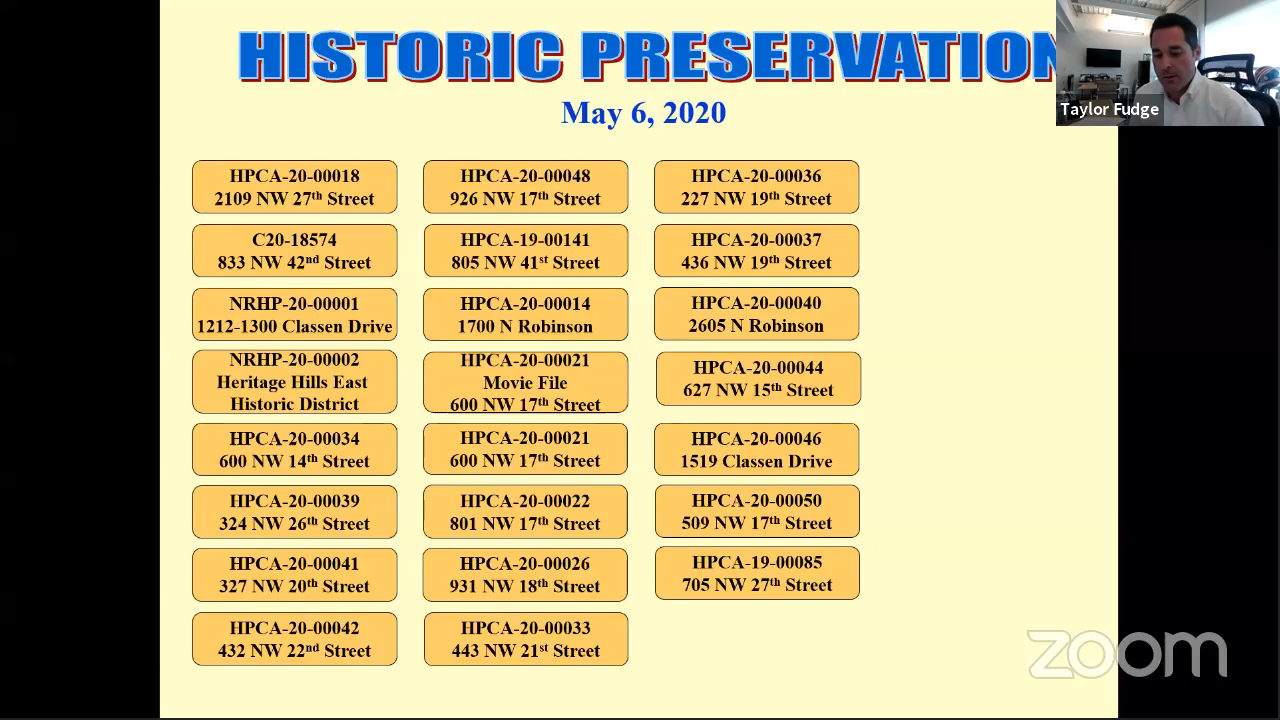 HISTORIC PRESERVATION
Taylor Fudge
May 6, 2020
HPCA-20-00018
2109 NW 27th Street
C20-18574
833 NW 42nd Street
NRHP-20-00001
1212-1300 Classen Drive
NRHP-20-00002
Heritage Hills East
Historic District
HPCA-20-00034
600 NW 14th Street
HPCA-20-00039
324 NW 26th Street
HPCA-20-00041
327 NW 20th Street
HPCA-20-00042
432 NW 22nd Street
HPCA-20-00048
926 NW 17th Street
HPCA-19-00141
805 NW 41st Street
HPCA-20-00014
1700 N Robinson
HPCA-20-00021
Movie File
600 NW 17th Street
HPCA-20-00021
600 NW 17th Street
HPCA-20-00022
801 NW 17th Street
HPCA-20-00026
931 NW 18th Street
HPCA-20-00033
443 NW 21st Street
HPCA-20-00036
227 NW 19th Street
HPCA-20-00037
436 NW 19th Street
HPCA-20-00040
2605 N Robinson
HPCA-20-00044
627 NW 15th Street
HPCA-20-00046
1519 Classen Drive
HPCA-20-00050
509 NW 17th Street
HPCA-19-00085
705 NW 27th Street
zoom